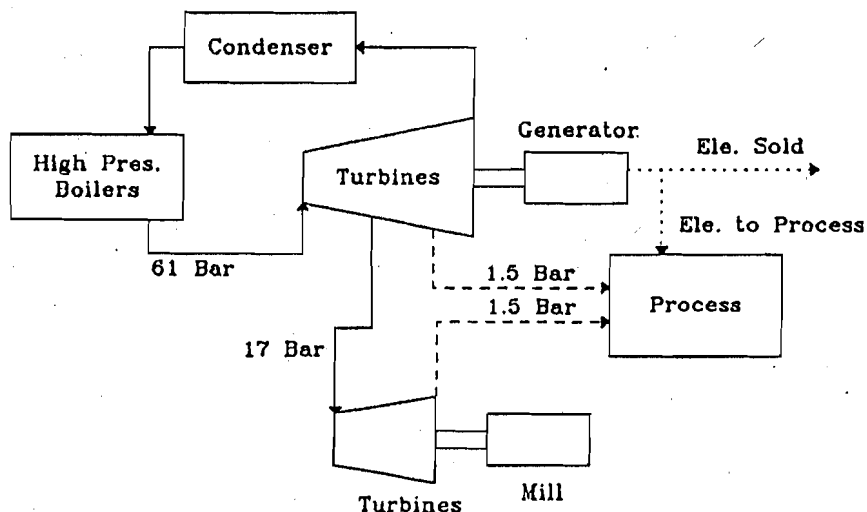 Condenser
Generator
High Pres.
Boilers
Turbines
Ele. Sold
Ele. to Process
61 Bar
1.5 Bar
1.5 Bar
Process
17 Bar
Turbines
Mill